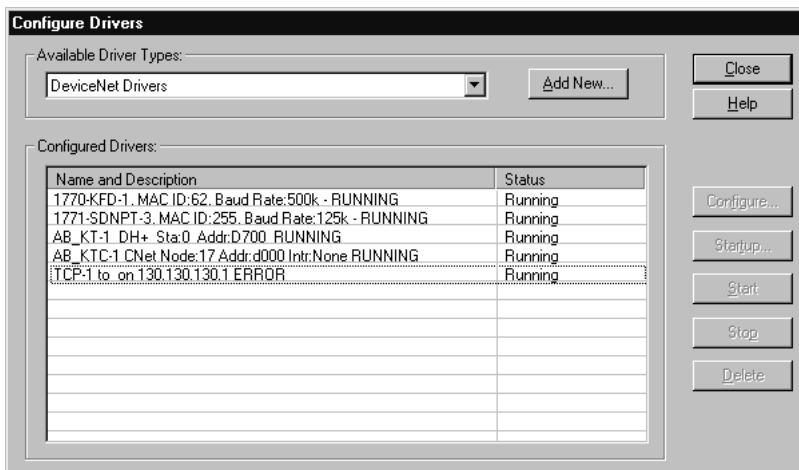 Configure Drivers
Available Driver Types:
DeviceNet Drivers
Add New...
Close
Help
Configured Drivers:
Name and Description Status
1770-KFD-1. MAC ID:62. Baud Rate:500k - RUNNING Running
1771-SDNPT-3. MAC ID:255. Baud Rate:125k - RUNNING Running
AB_KT-1 DH+ Sta:0 Addr:D700 RUNNING Running
AB_KTC-1 CNet Node:17 Addr:d000 Intr:None RUNNING Running
TCP-1 to on 130.130.130.1 ERROR Running
Configure...
Startup...
Start
Stop
Delete